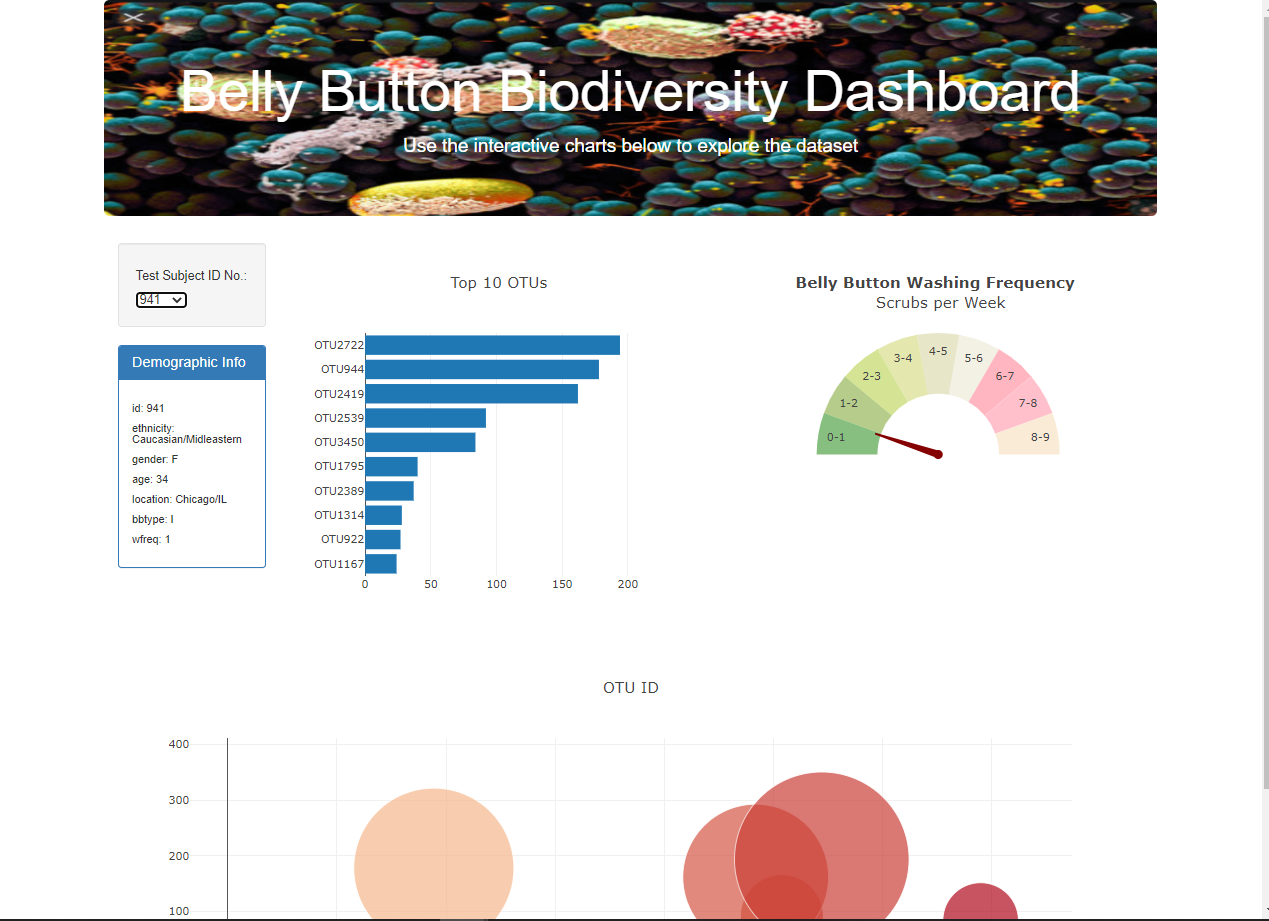 Belly Button Biodiversity Dashboard
Use the interactive charts below to explore the dataset
Test Subject ID No.:
941
Demographic Info
id: 941
ethnicity:
Caucasian/Midleastern
gender: F
age: 34
location: Chicago/IL
bbtype: I
wfreq: 1
Top 10 OTUs
OTU2722
OTU944
OTU2419
OTU2539
OTU3450
OTU1795
OTU2389
OTU1314
OTU922
OTU1167
0 50 100 150 200
Belly Button Washing Frequency
Scrubs per Week
0-1
1-2
2-3
3-4
4-5
5-6
6-7
7-8
8-9
OTU ID
400
300
200
100